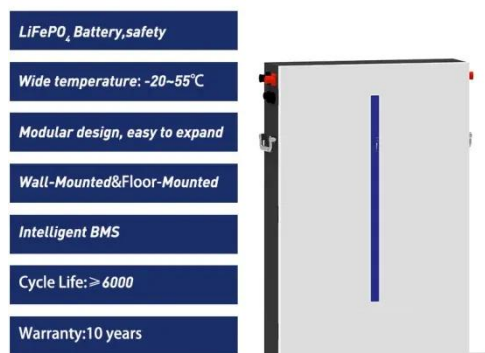 LiFePO₄ Battery,safety
Wide temperature: -20~55℃
Modular design, easy to expand
Wall-Mounted&Floor-Mounted
Intelligent BMS
Cycle Life:≥6000
Warranty:10 years